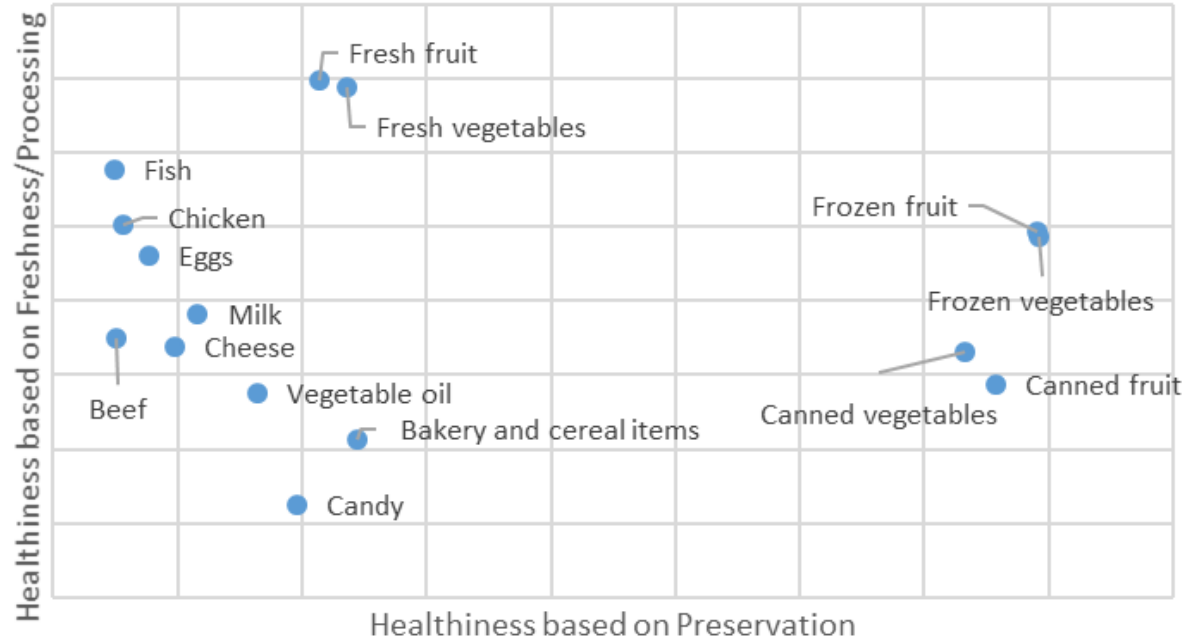 Healthiness based on Freshness/Processing
Fresh fruit
Fresh vegetables
Fish
Frozen fruit
Chicken
Eggs
Frozen vegetables
Milk
Cheese
Canned fruit
Vegetable oil
Beef
Canned vegetables
Bakery and cereal items
Candy
Healthiness based on Preservation